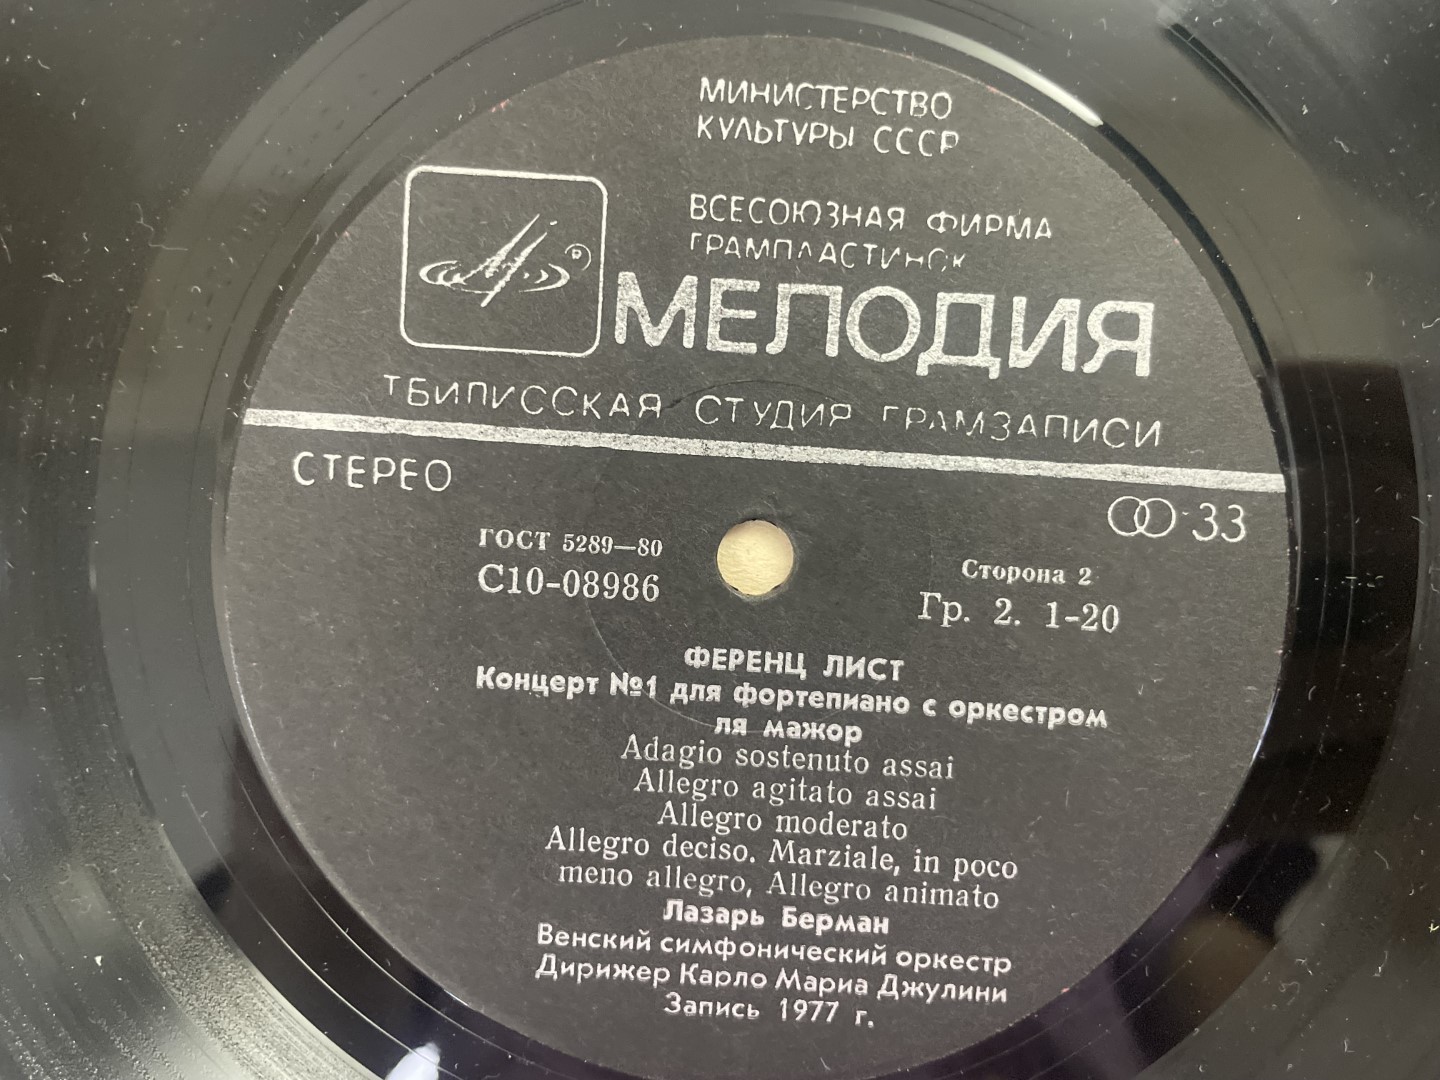 МИНИСТЕРСТВО
КУЛЬТУРЫ СССР
ВСЕСОЮЗНАЯ ФИРМА
ГРАМПЛАСТИНОК
МЕЛОДИЯ
ТБИЛИССКАЯ СТУДИЯ ГРАМЗАПИСИ
СТЕРЕО
33
ГОСТ 5289—80
С10-08986
Сторона 2
Гр. 2. 1-20
ФЕРЕНЦ ЛИСТ
Концерт №1 для фортепиано с оркестром
ля мажор
Adagio sostenuto assai
Allegro agitato assai
Allegro moderato
Allegro deciso. Marziale, in poco
meno allegro, Allegro animato
Лазарь Берман
Венский симфонический оркестр
Дирижер Карло Мариа Джулини
Запись 1977 г.